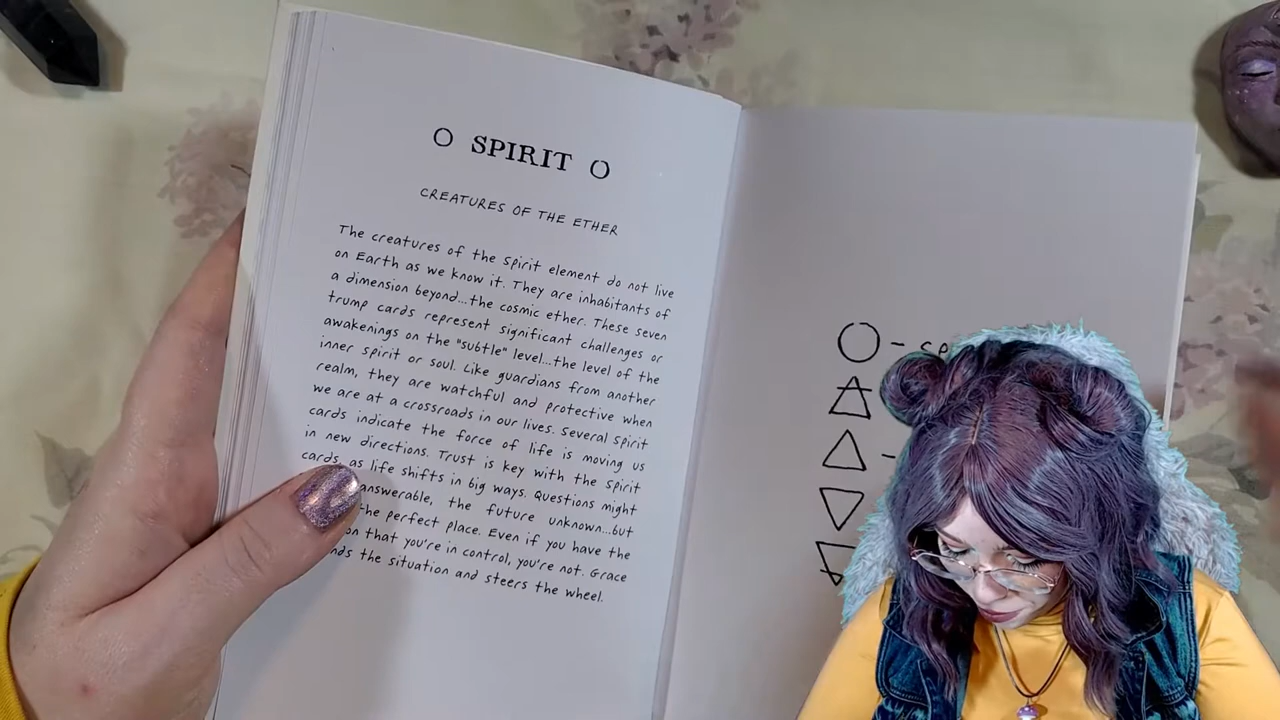 O SPIRIT O
CREATURES OF THE ETHER
The creatures of the spirit element do not live
on Earth as we know it. They are inhabitants of
a dimension beyond...the cosmic ether. These seven
trump cards represent significant challenges or
awakenings on the "subtle" level...the level of the
inner spirit or soul. Like guardians from another
realm, they are watchful and protective when
we are at a crossroads in our lives. Several spirit
cards indicate the force of life is moving us
in new directions. Trust is key with the spirit
cards, as life shifts in big ways. Questions might
answerable, the future unknown...but
the perfect place. Even if you have the
on that you're in control, you're not. Grace
nds the situation and steers the wheel.